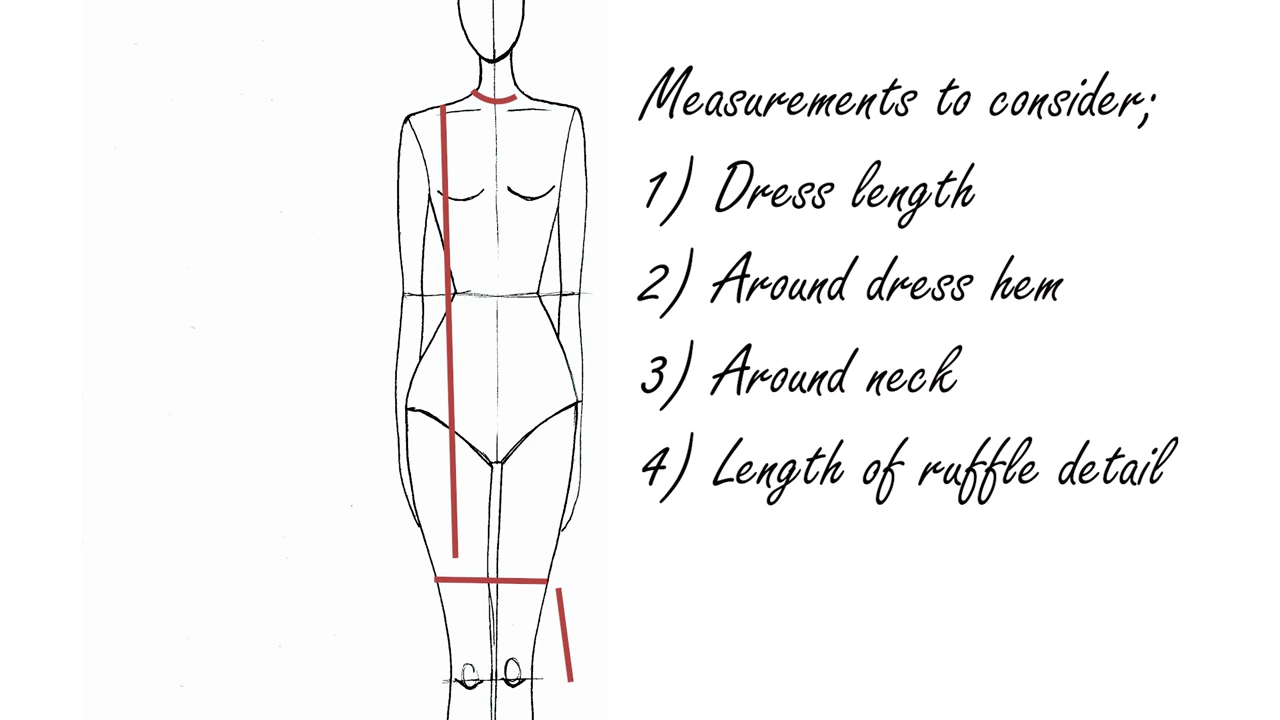 Measurements to consider;
1) Dress length
2) Around dress hem
3) Around neck
4) Length of ruffle detail